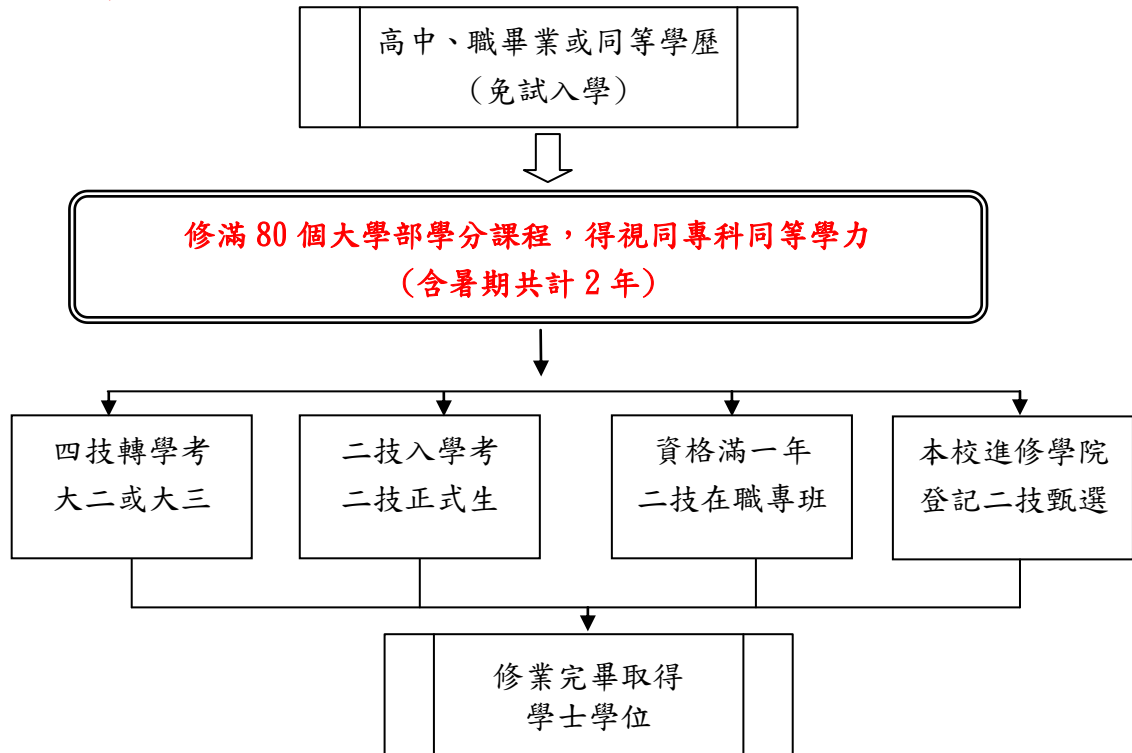 高中、職畢業或同等學歷
（免試入學）
修滿 80 個大學部學分課程，得視同專科同等學力
（含暑期共計 2 年）
四技轉學考
大二或大三
二技入學考
二技正式生
資格滿一年
二技在職專班
本校進修學院
登記二技甄選
修業完畢取得
學士學位